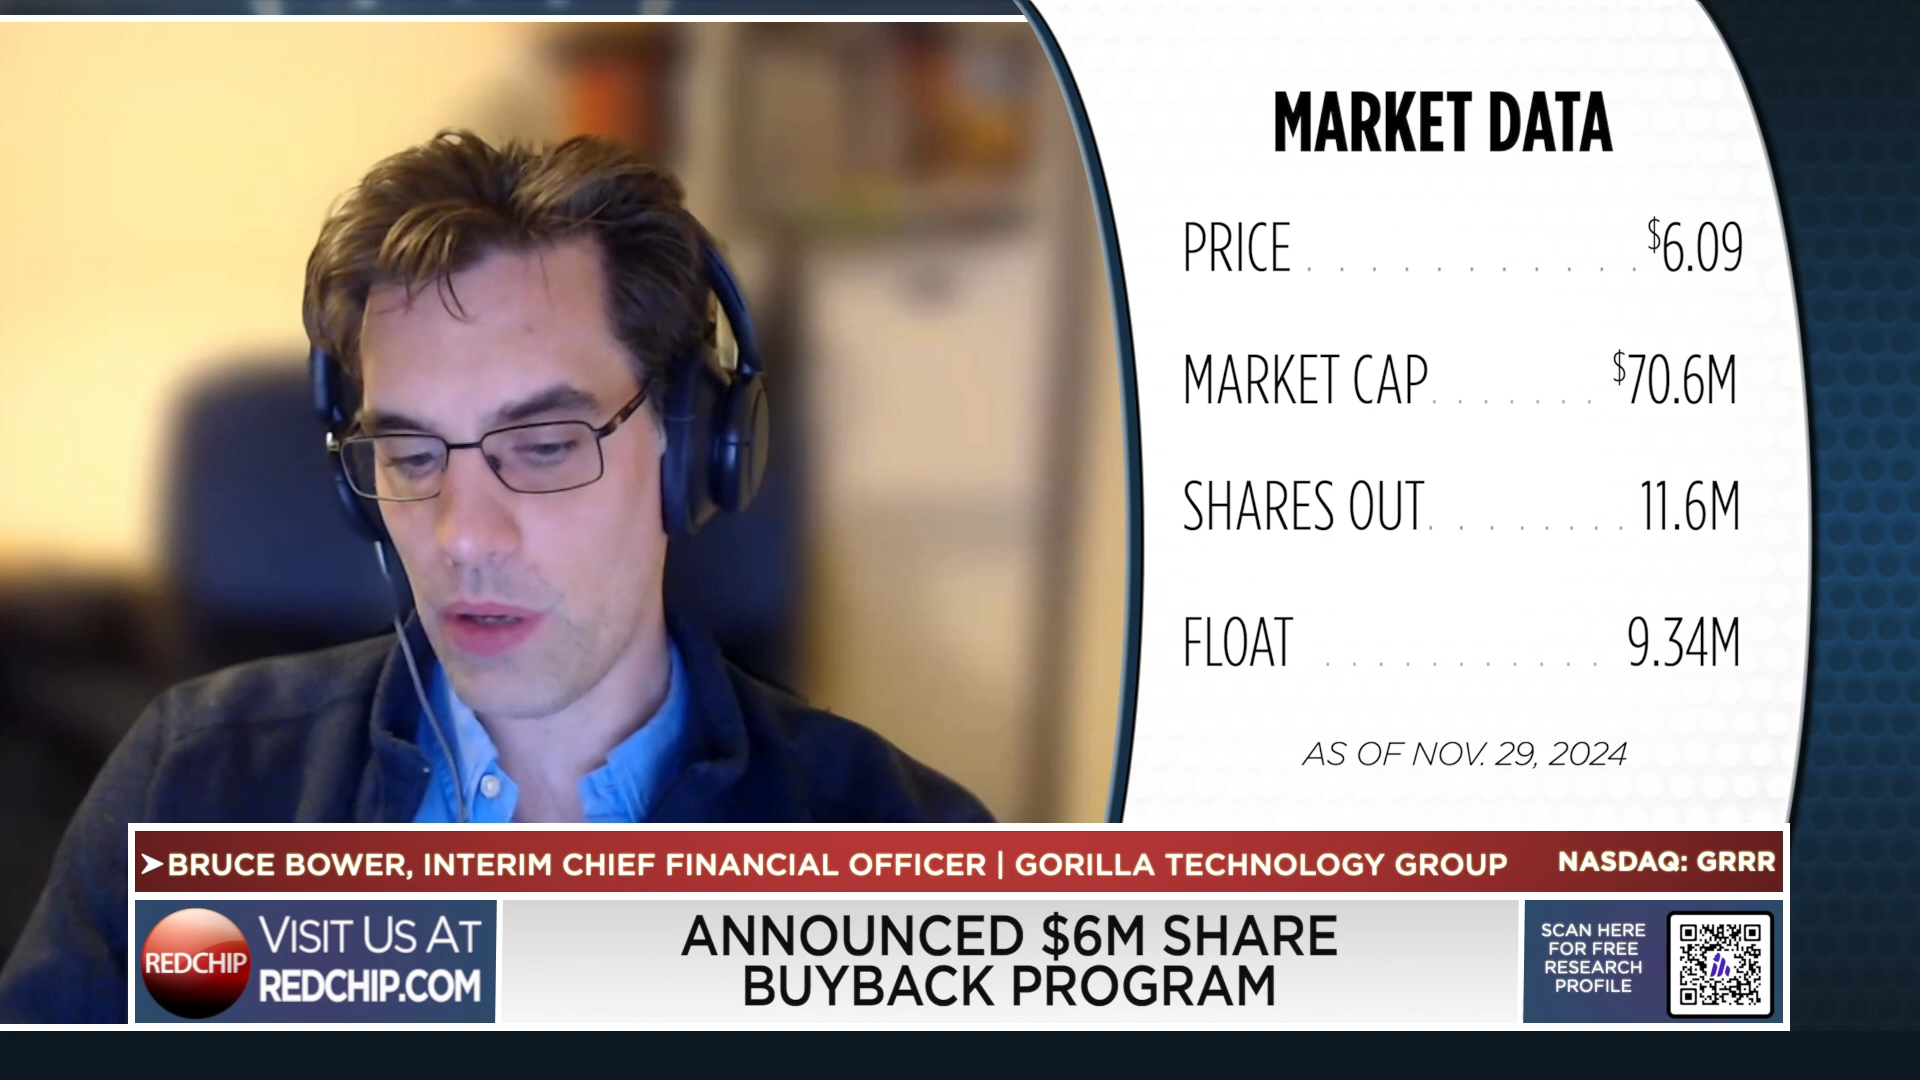 MARKET DATA
PRICE . . . . . . . . . . . $6.09
MARKET CAP . . . . . . . $70.6M
SHARES OUT . . . . . . . . 11.6M
FLOAT . . . . . . . . . . . 9.34M
AS OF NOV. 29, 2024
➤BRUCE BOWER, INTERIM CHIEF FINANCIAL OFFICER | GORILLA TECHNOLOGY GROUP NASDAQ: GRRR
REDCHIP
VISIT US AT
REDCHIP.COM
ANNOUNCED $6M SHARE
BUYBACK PROGRAM
SCAN HERE
FOR FREE
RESEARCH
PROFILE